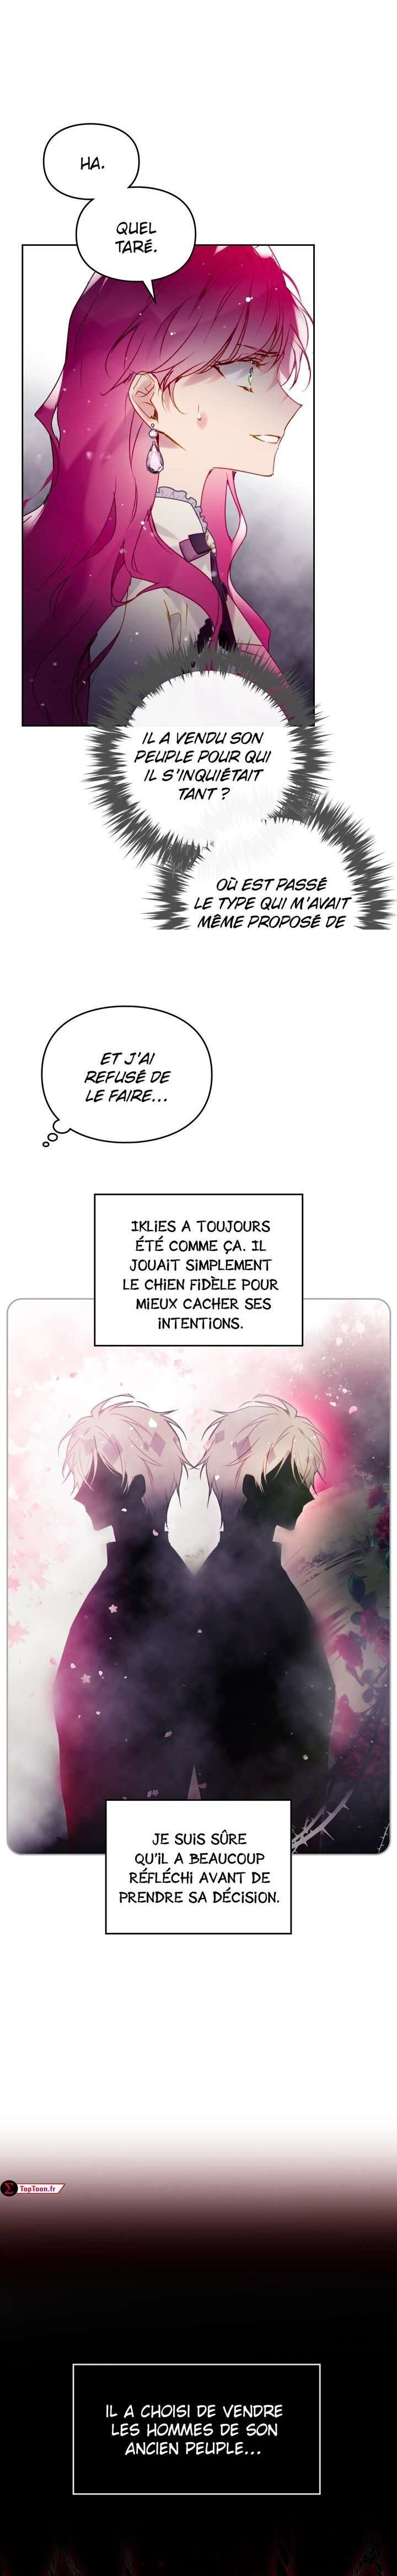 HA.
QUEL
TARÉ.
IL A VENDU SON
PEUPLE POUR QUI
IL S'INQUIÉTAIT
TANT ?
OÙ EST PASSÉ
LE TYPE QUI M'AVAIT
MÊME PROPOSÉ DE
ET J'AI
REFUSÉ DE
LE FAIRE...
IKLIES A TOUJOURS
ÉTÉ COMME ÇA. IL
JOUAIT SIMPLEMENT
LE CHIEN FIDÈLE POUR
MIEUX CACHER SES
INTENTIONS.
JE SUIS SÛRE
QU'IL A BEAUCOUP
RÉFLÉCHI AVANT DE
PRENDRE SA DÉCISION.
TopToon.fr
IL A CHOISI DE VENDRE
LES HOMMES DE SON
ANCIEN PEUPLE...